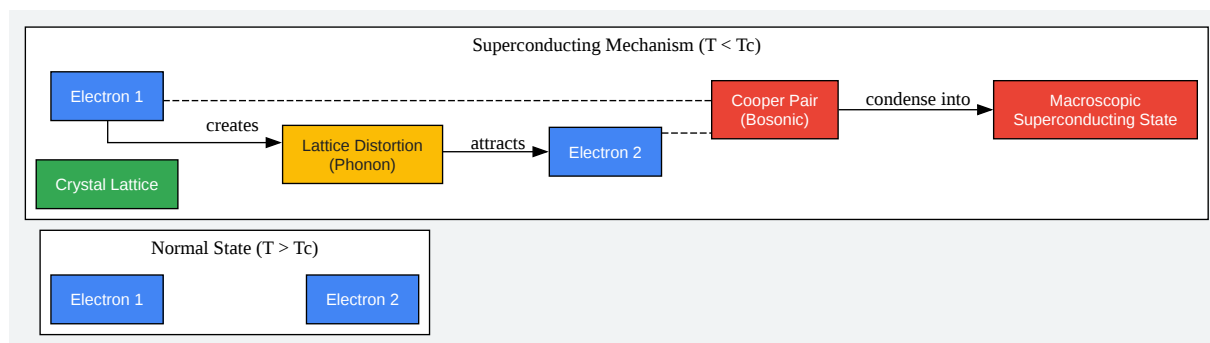 Superconducting Mechanism (T < Tc)
Electron 1
creates
Lattice Distortion
(Phonon)
attracts
Electron 2
Cooper Pair
(Bosonic)
condense into
Macroscopic
Superconducting State
Crystal Lattice
Normal State (T > Tc)
Electron 1
Electron 2